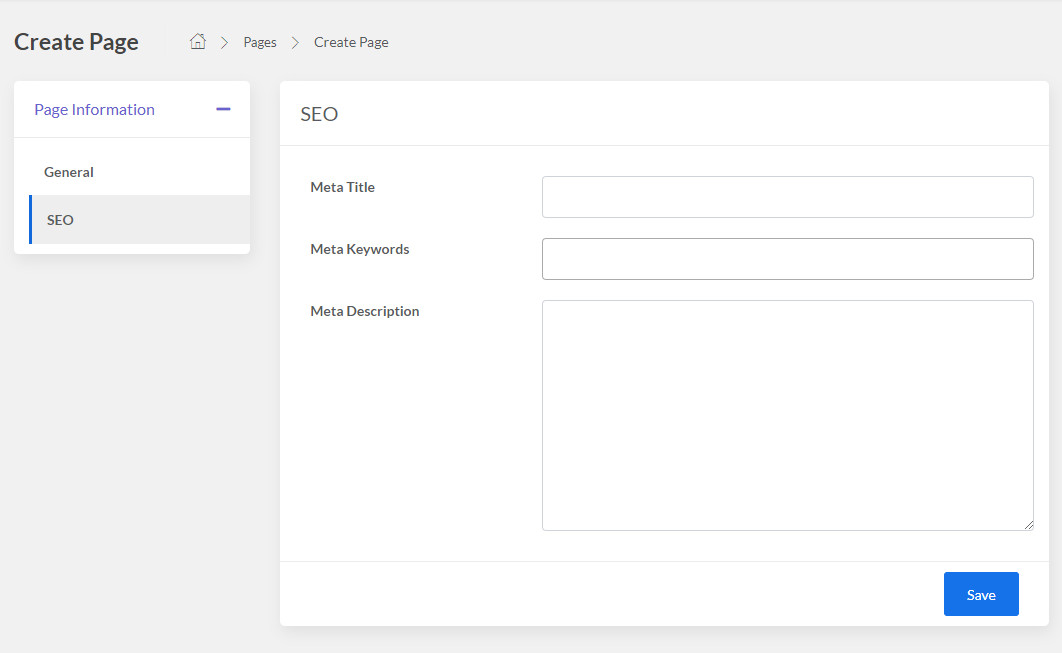 Create Page
Pages
Create Page
Page Information
General
SEO
SEO
Meta Title
Meta Keywords
Meta Description
Save